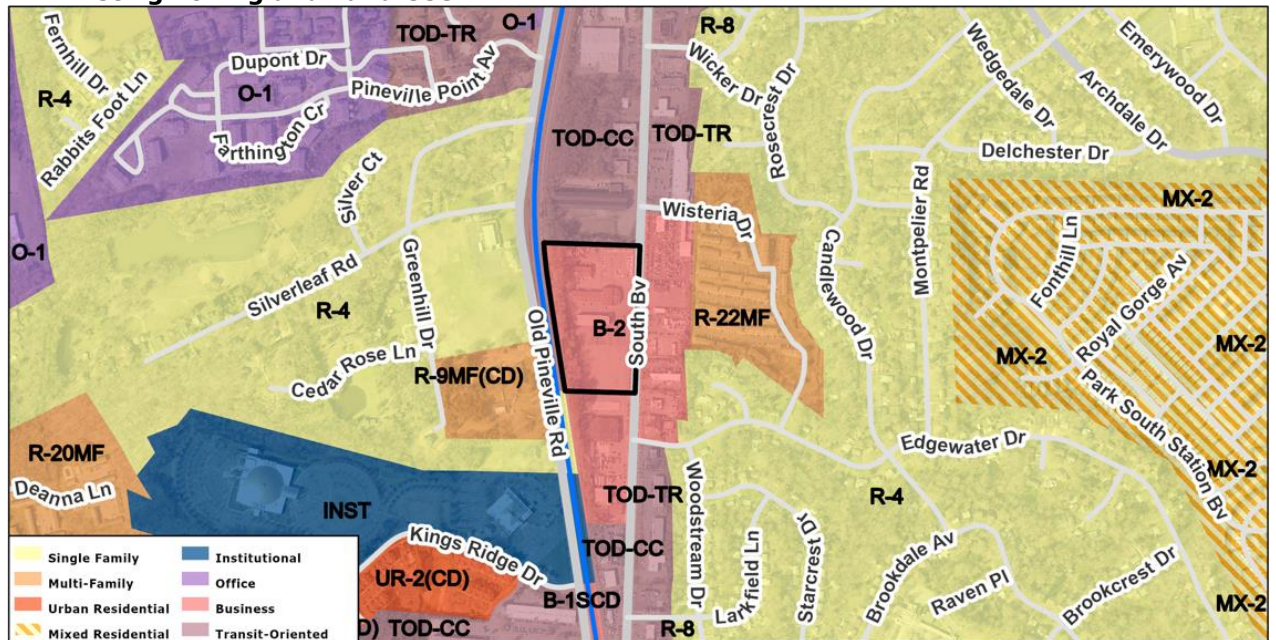 Fernhill Dr
Rabbits Foot Ln
R-4
O-1
Dupont Dr
O-1
Farthington Cr
Pineville Point Av
TOD-TR
O-1
R-8
Wicker Dr
Rosecrest Dr
TOD-CC
TOD-TR
Wedgedale Dr
Archdale Dr
Emerywood Dr
Delchester Dr
Montpelier Rd
Candlewood Dr
Wisteria Dr
MX-2
Fonthill Ln
Royal Gorge Av
MX-2
MX-2
Park South Station Bv
MX-2
MX-2
O-1
Silver Ct
Silverleaf Rd
Greenhill Dr
R-4
Cedar Rose Ln
R-9MF(CD)
Old Pineville Rd
B-2
South Bv
R-22MF
Edgewater Dr
R-20MF
Deanna Ln
INST
Kings Ridge Dr
UR-2(CD)
TOD-TR
TOD-CC
B-1SCD
D) TOD-CC
Woodstream Dr
Larkfield Ln
Starcrest Dr
R-4
Brookdale Av
Raven Pl
Brookcrest Dr
R-8
Single Family
Multi-Family
Urban Residential
Mixed Residential
Institutional
Office
Business
Transit-Oriented